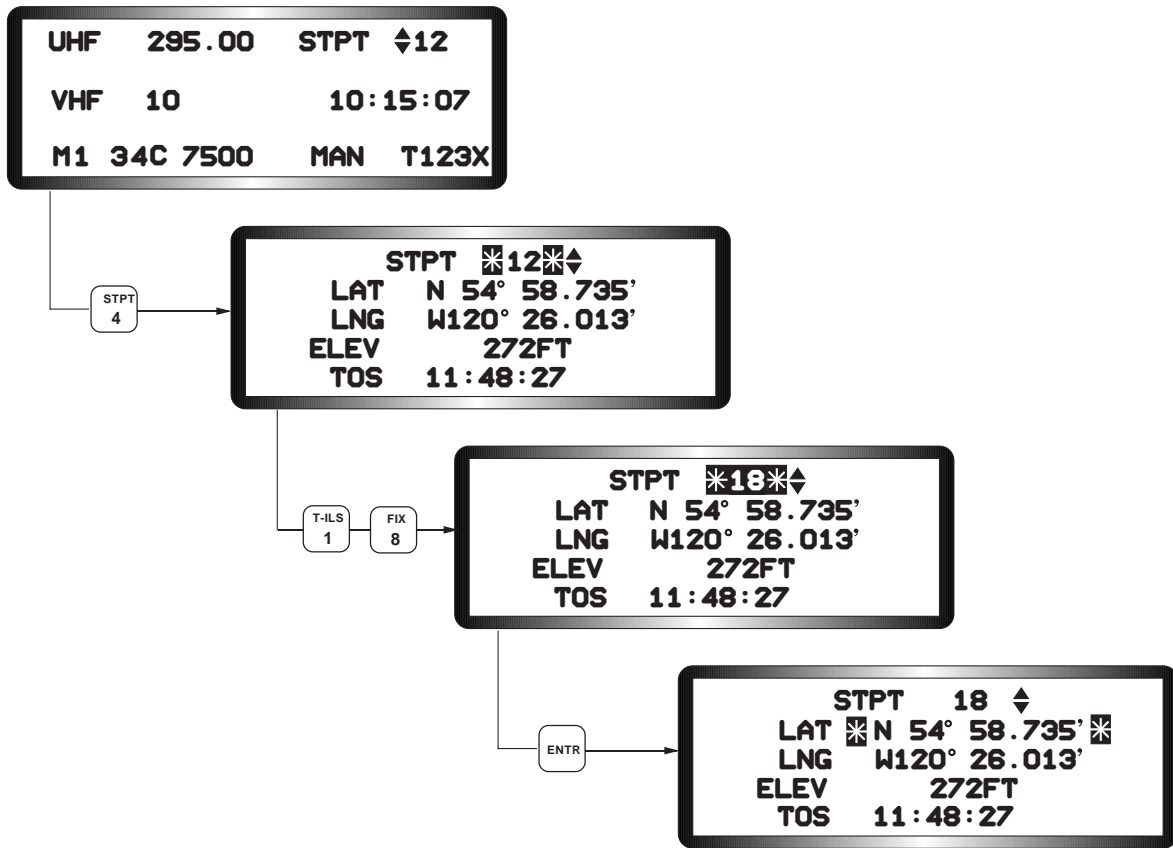 UHF 295.00 STPT 12
VHF 10 10:15:07
M1 34C 7500 MAN T123X
STPT
4
STPT *12*
LAT N 54° 58.735’
LNG W120° 26.013’
ELEV 272FT
TOS 11:48:27
T-ILS
1
FIX
8
STPT *18*
LAT N 54° 58.735’
LNG W120° 26.013’
ELEV 272FT
TOS 11:48:27
ENTR
STPT 18
LAT *N 54° 58.735’*
LNG W120° 26.013’
ELEV 272FT
TOS 11:48:27